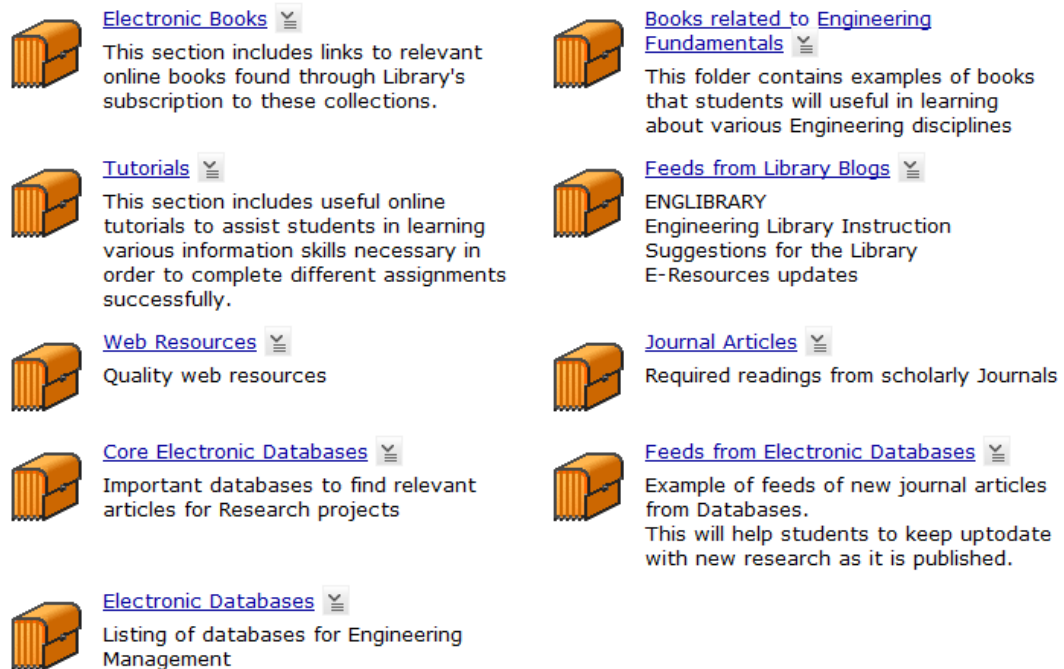 Electronic Books
This section includes links to relevant
online books found through Library's
subscription to these collections.
Books related to Engineering
Fundamentals
This folder contains examples of books
that students will useful in learning
about various Engineering disciplines
Tutorials
This section includes useful online
tutorials to assist students in learning
various information skills necessary in
order to complete different assignments
successfully.
Feeds from Library Blogs
ENGLIBRARY
Engineering Library Instruction
Suggestions for the Library
E-Resources updates
Web Resources
Quality web resources
Journal Articles
Required readings from scholarly Journals
Core Electronic Databases
Important databases to find relevant
articles for Research projects
Feeds from Electronic Databases
Example of feeds of new journal articles
from Databases.
This will help students to keep uptodate
with new research as it is published.
Electronic Databases
Listing of databases for Engineering
Management